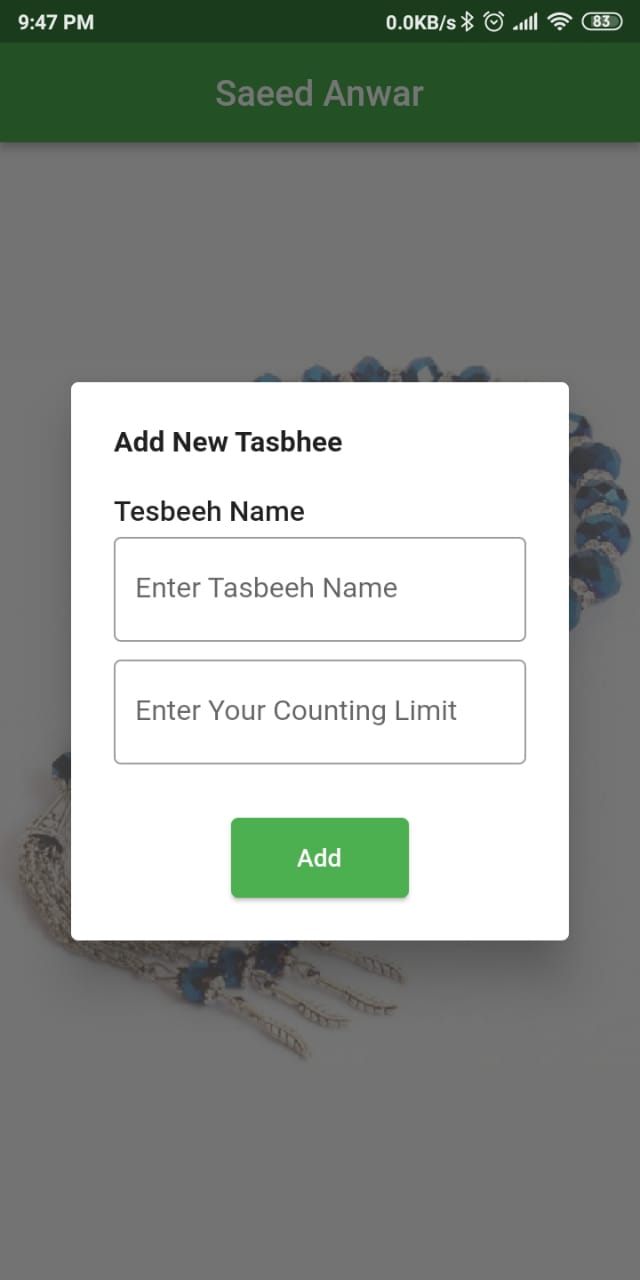 9:47 PM 0.0KB/s 83
Saeed Anwar
Add New Tasbhee
Tesbeeh Name
Enter Tasbeeh Name
Enter Your Counting Limit
Add